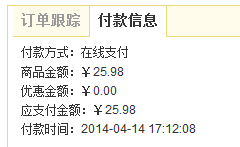 订单跟踪 付款信息
付款方式：在线支付
商品金额：￥25.98
优惠金额：￥0.00
应支付金额：￥25.98
付款时间：2014-04-14 17:12:08